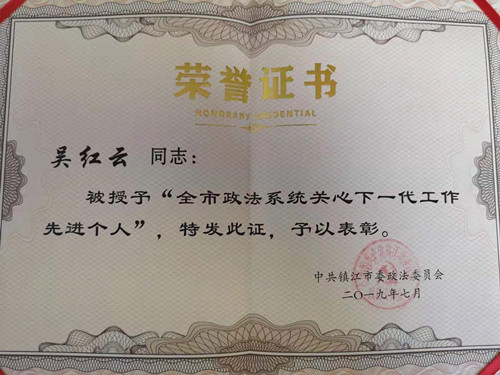 荣誉证书
HONORARY CREDENTIAL
吴红云 同志：
被授予“全市政法系统关心下一代工作
先进个人”，特发此证，予以表彰。
中共镇江市委政法委员会
二〇一九年七月